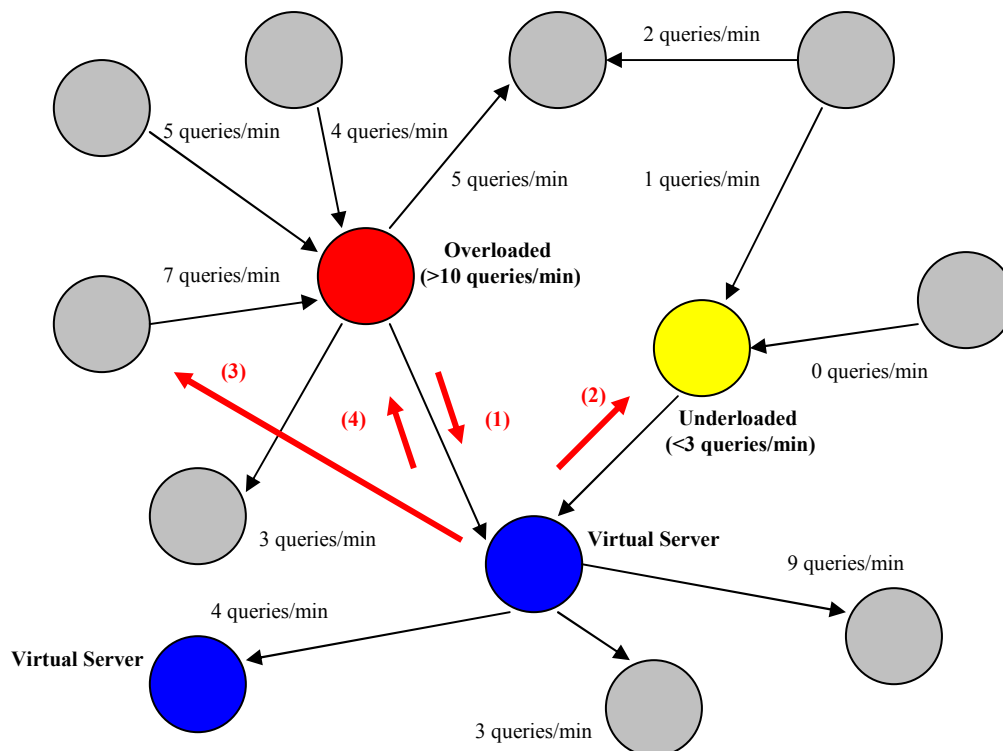 2 queries/min
5 queries/min
4 queries/min
5 queries/min
1 queries/min
Overloaded
(>10 queries/min)
7 queries/min
0 queries/min
(3)
(4)
(1)
(2)
Underloaded
(<3 queries/min)
3 queries/min
Virtual Server
9 queries/min
4 queries/min
Virtual Server
3 queries/min